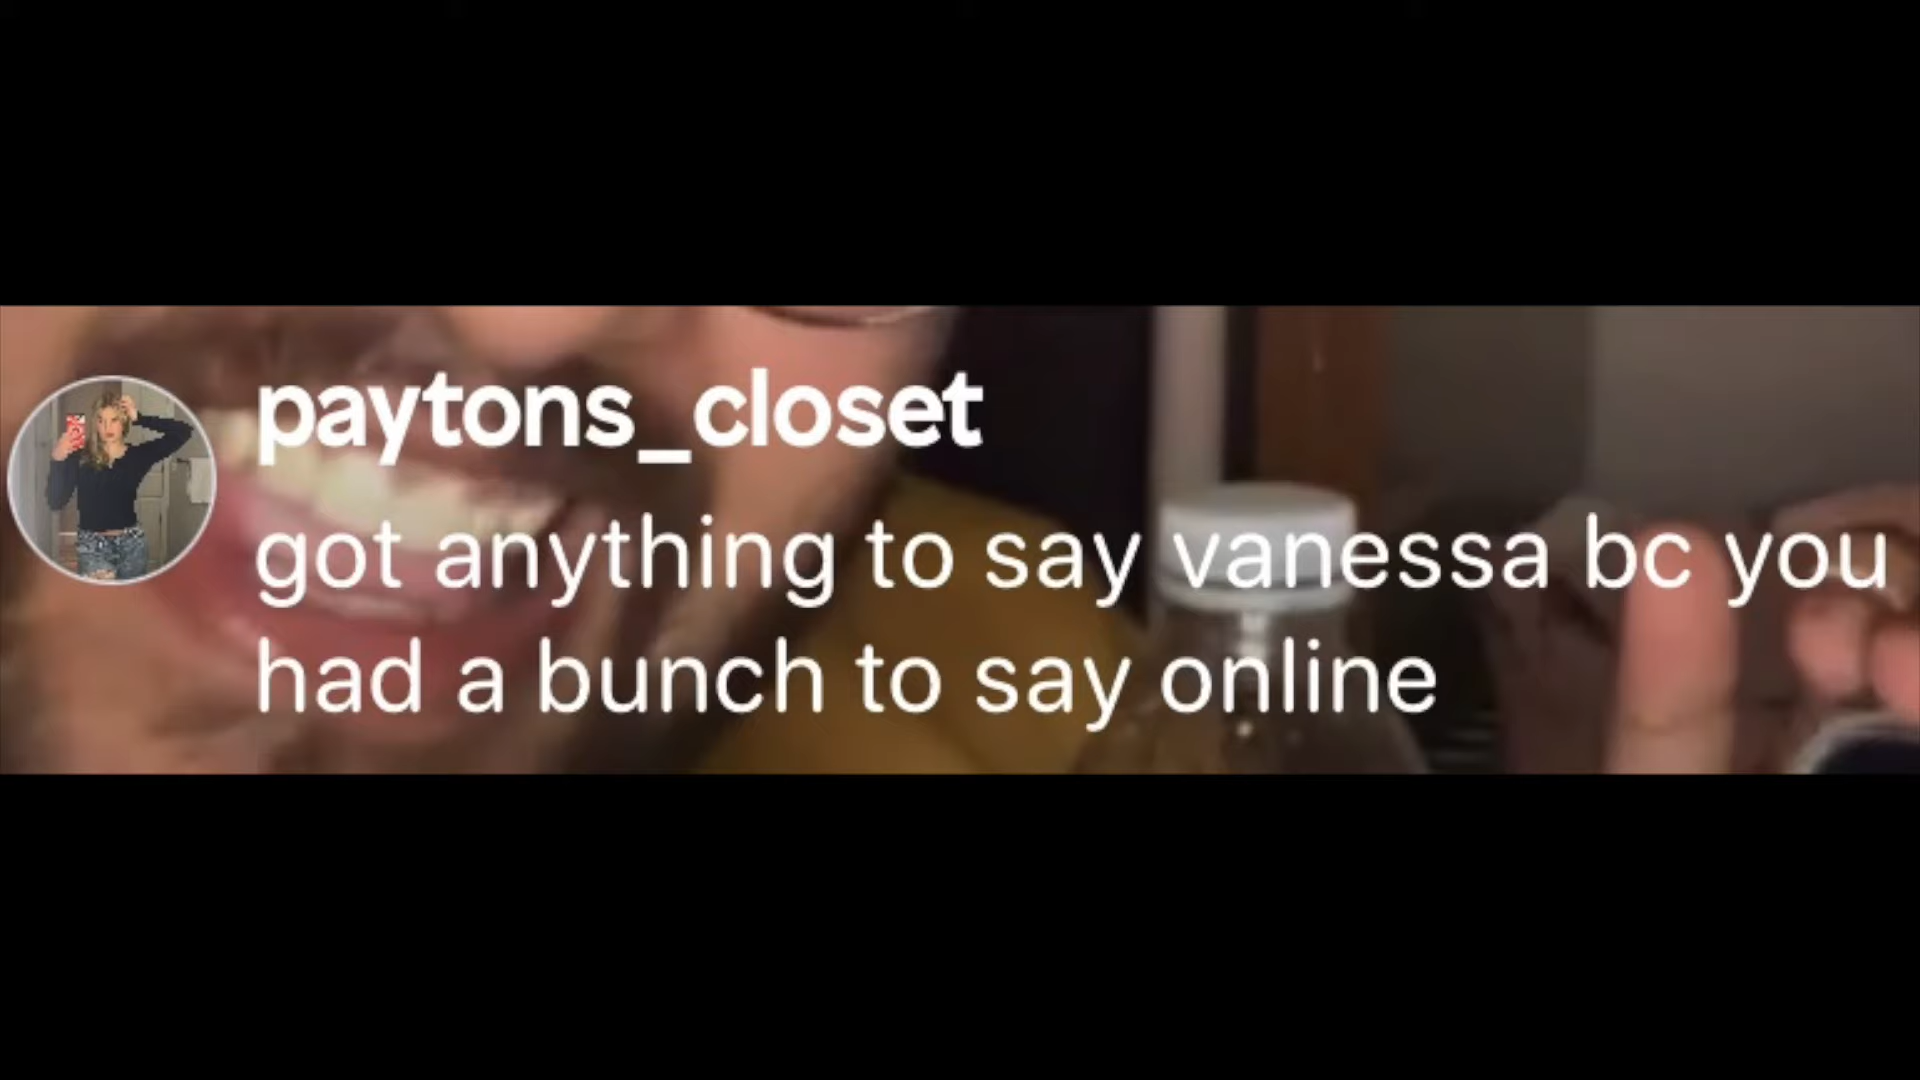 paytons_closet
got anything to say vanessa bc you
had a bunch to say online